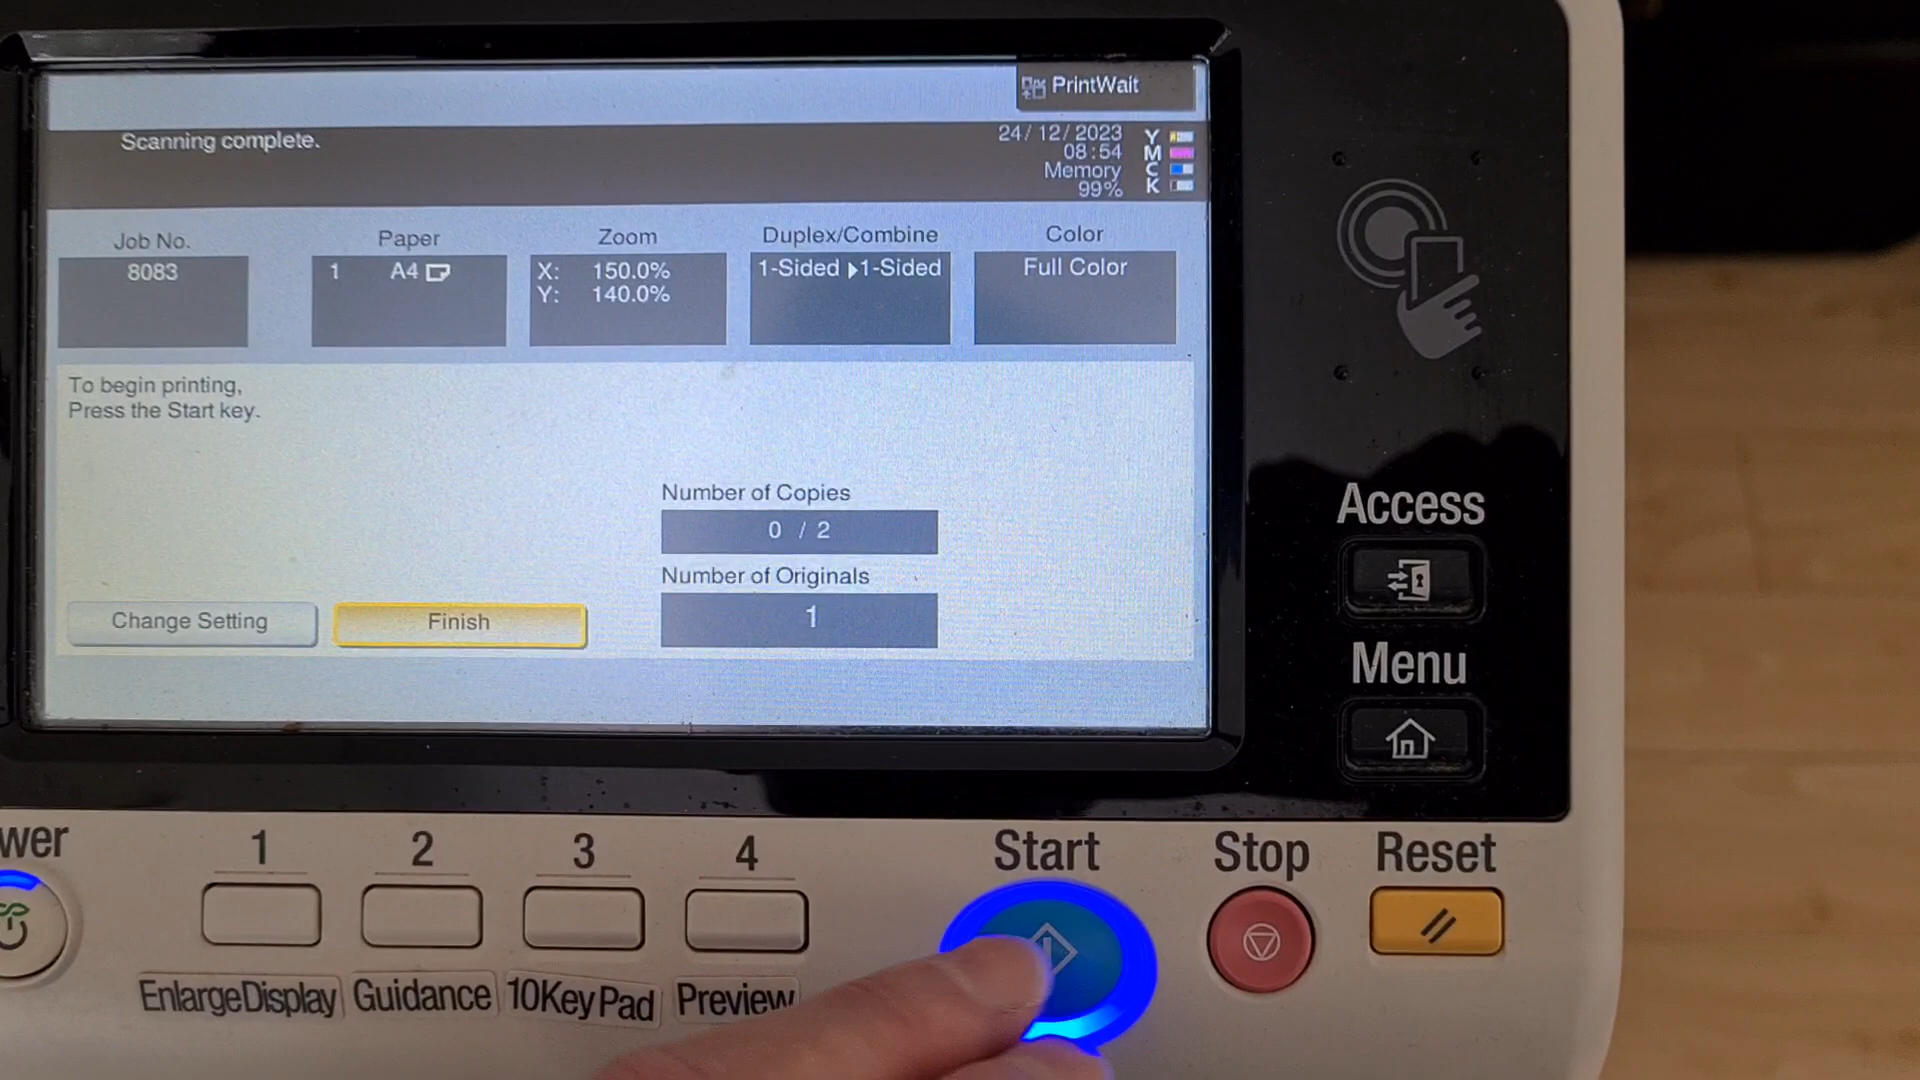 PrintWait
Scanning complete.
24/12/2023
08:54
Memory
99%
Y
M
C
K
Job No.
8083
Paper
1 A4
Zoom
X: 150.0%
Y: 140.0%
Duplex/Combine
1-Sided ▶1-Sided
Color
Full Color
To begin printing,
Press the Start key.
Number of Copies
0 / 2
Number of Originals
1
Change Setting
Finish
Access
Menu
wer
1
2
3
4
Start
Stop
Reset
EnlargeDisplay
Guidance
10KeyPad
Preview